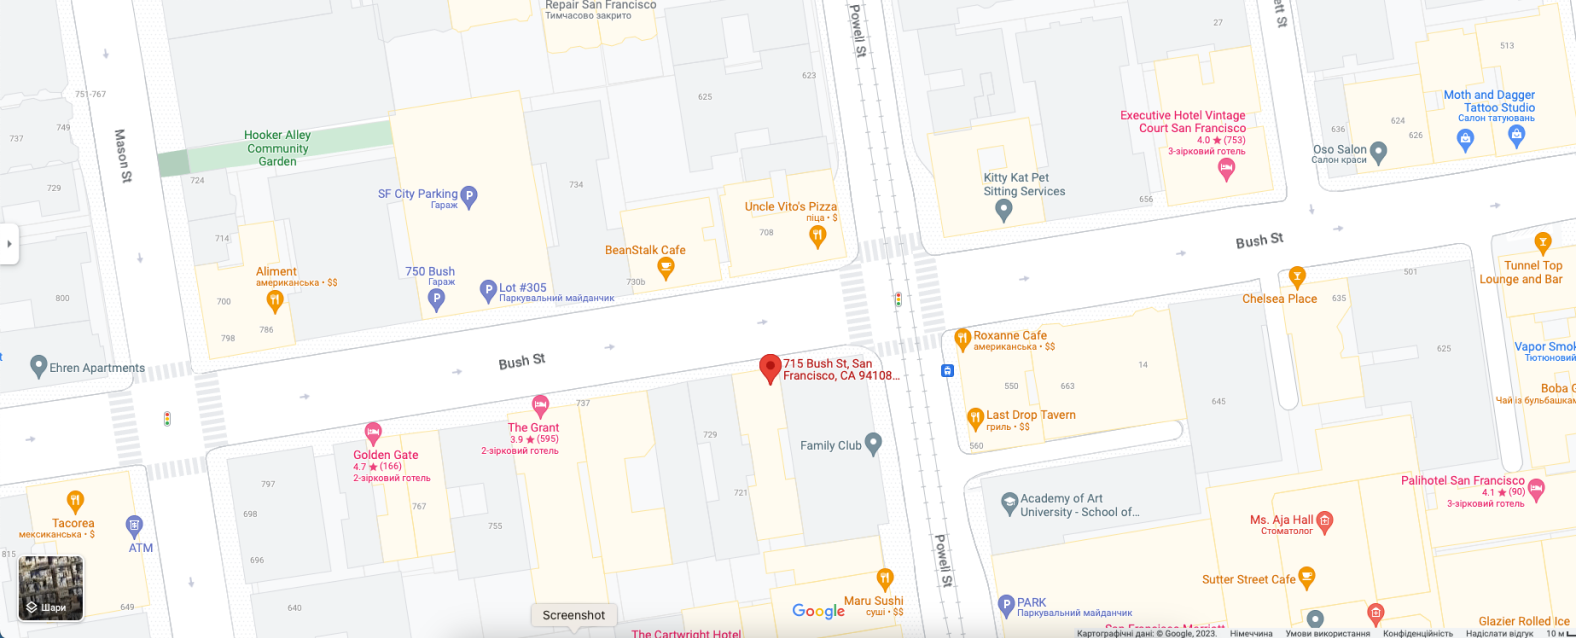 Repair San Francisco
Тимчасово закрито
Powell St
ett St
27
513
623
625
751-767
749
737
Mason St
Hooker Alley
Community
Garden
724
729
734
SF City Parking
Гараж
Uncle Vito's Pizza
піца • $
708
Kitty Kat Pet
Sitting Services
Executive Hotel Vintage
Court San Francisco
4.0 ★ (753)
3-зірковий готель
656
636
624
626
Moth and Dagger
Tattoo Studio
Салон татуювань
Oso Salon
Салон краси
714
BeanStalk Cafe
730b
Bush St
Aliment
американська • $$
700
786
798
800
750 Bush
Гараж
Lot #305
Паркувальний майданчик
Tunnel Top
Lounge and Bar
501
Chelsea Place
635
Ehren Apartments
Bush St
715 Bush St, San
Francisco, CA 94108...
Roxanne Cafe
американська • $$
550
663
14
645
625
Vapor Smok
Тютюновий
Boba G
Чай із бульбашкам
Last Drop Tavern
гриль • $$
560
737
The Grant
3.9 ★ (595)
2-зірковий готель
Golden Gate
4.7 ★ (166)
2-зірковий готель
729
Family Club
797
767
698
755
721
696
Tacorea
мексиканська • $
ATM
815
Academy of Art
University - School of...
Palihotel San Francisco
4.1 ★ (90)
3-зірковий готель
Ms. Aja Hall
Стоматолог
Powell St
Шари
649
640
Screenshot
Google
Maru Sushi
суші • $$
PARK
Паркувальний майданчик
Sutter Street Cafe
The Cartwright Hotel
San Francisco Marriott
Glazier Rolled Ice
Картографічні дані: © Google, 2023.
Німеччина
Умови використання
Конфіденційність
Надіслати відгук
10 м